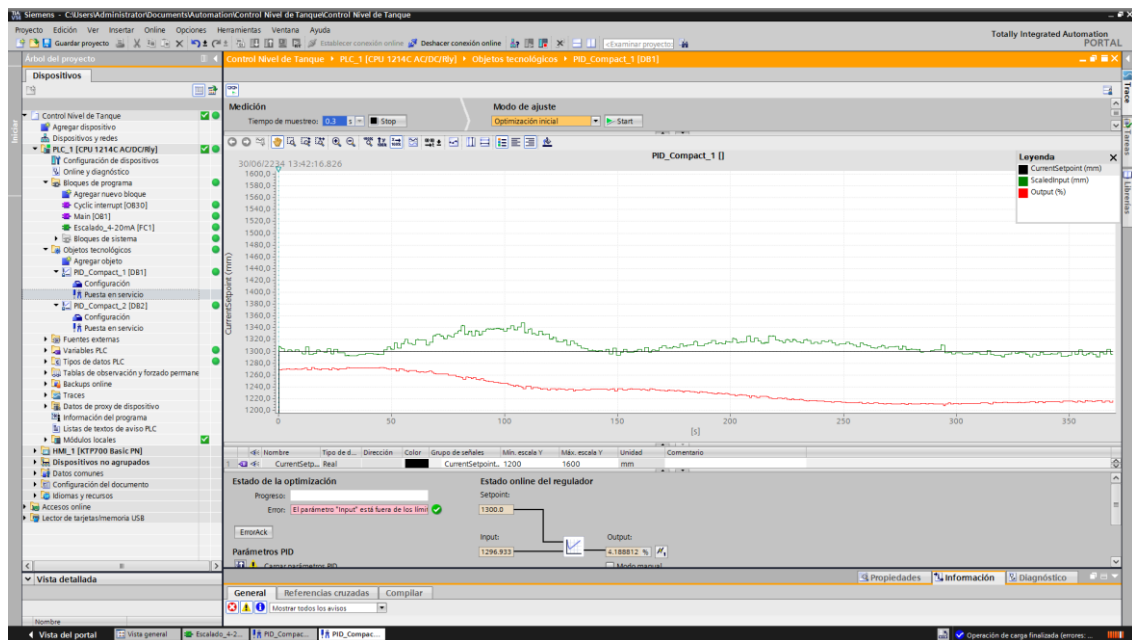 Siemens - C:\Users\Administrator\Documents\Automation\Control Nivel de Tanque\Control Nivel de Tanque
Proyecto Edición Ver Insertar Online Opciones Herramientas Ventana Ayuda
Totally Integrated Automation
PORTAL
Guardar proyecto
Establecer conexión online
Deshacer conexión online
<Examinar proyecto>
Árbol del proyecto
Control Nivel de Tanque PLC_1 [CPU 1214C AC/DC/Rly] Objetos tecnológicos PID_Compact_1 [DB1]
Dispositivos
Iniciar
Control Nivel de Tanque
Agregar dispositivo
Dispositivos y redes
PLC_1 [CPU 1214C AC/DC/Rly]
Configuración de dispositivos
Online y diagnóstico
Bloques de programa
Agregar nuevo bloque
Cyclic interrupt [OB30]
Main [OB1]
Escalado_4-20mA [FC1]
Bloques de sistema
Objetos tecnológicos
Agregar objeto
PID_Compact_1 [DB1]
Configuración
Puesta en servicio
PID_Compact_2 [DB2]
Configuración
Puesta en servicio
Fuentes externas
Variables PLC
Tipos de datos PLC
Tablas de observación y forzado permane
Backups online
Traces
Datos de proxy de dispositivo
Información del programa
Listas de textos de aviso PLC
Módulos locales
HMI_1 [KTP700 Basic PN]
Dispositivos no agrupados
Datos comunes
Configuración del documento
Idiomas y recursos
Accesos online
Lector de tarjetas/memoria USB
Vista detallada
Nombre
Medición
Modo de ajuste
Tiempo de muestreo: 0.3 s Stop
Optimización inicial Start
PID_Compact_1 []
30/06/2234 13:42:16.826
Leyenda
CurrentSetpoint (mm)
ScaledInput (mm)
Output (%)
CurrentSetpoint (mm)
1600,0
1580,0
1560,0
1540,0
1520,0
1500,0
1480,0
1460,0
1440,0
1420,0
1400,0
1380,0
1360,0
1340,0
1320,0
1300,0
1280,0
1260,0
1240,0
1220,0
1200,0
0 50 100 150 200 250 300 350
[s]
Nombre Tipo de d... Dirección Color Grupo de señales Mín. escala Y Máx. escala Y Unidad Comentario
1 CurrentSetp... Real CurrentSetpoint... 1200 1600 mm
Estado de la optimización
Estado online del regulador
Progreso:
Setpoint:
Error: El parámetro "Input" está fuera de los lími
1300.0
ErrorAck
Input:
Output:
1296.933
4.188812 %
Parámetros PID
Cargar parámetros PID
Modo manual
Propiedades Información Diagnóstico
General Referencias cruzadas Compilar
Mostrar todos los avisos
Trace
Tareas
Librerías
Vista del portal
Vista general
Escalado_4-2...
PID_Compac...
PID_Compac...
Operación de carga finalizada (errores: ...